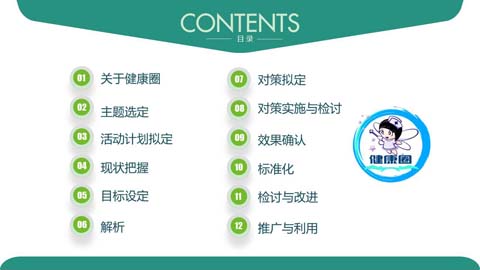 CONTENTS
目录
01 关于健康圈
02 主题选定
03 活动计划拟定
04 现状把握
05 目标设定
06 解析
07 对策拟定
08 对策实施与检讨
09 效果确认
10 标准化
11 检讨与改进
12 推广与利用
健康圈